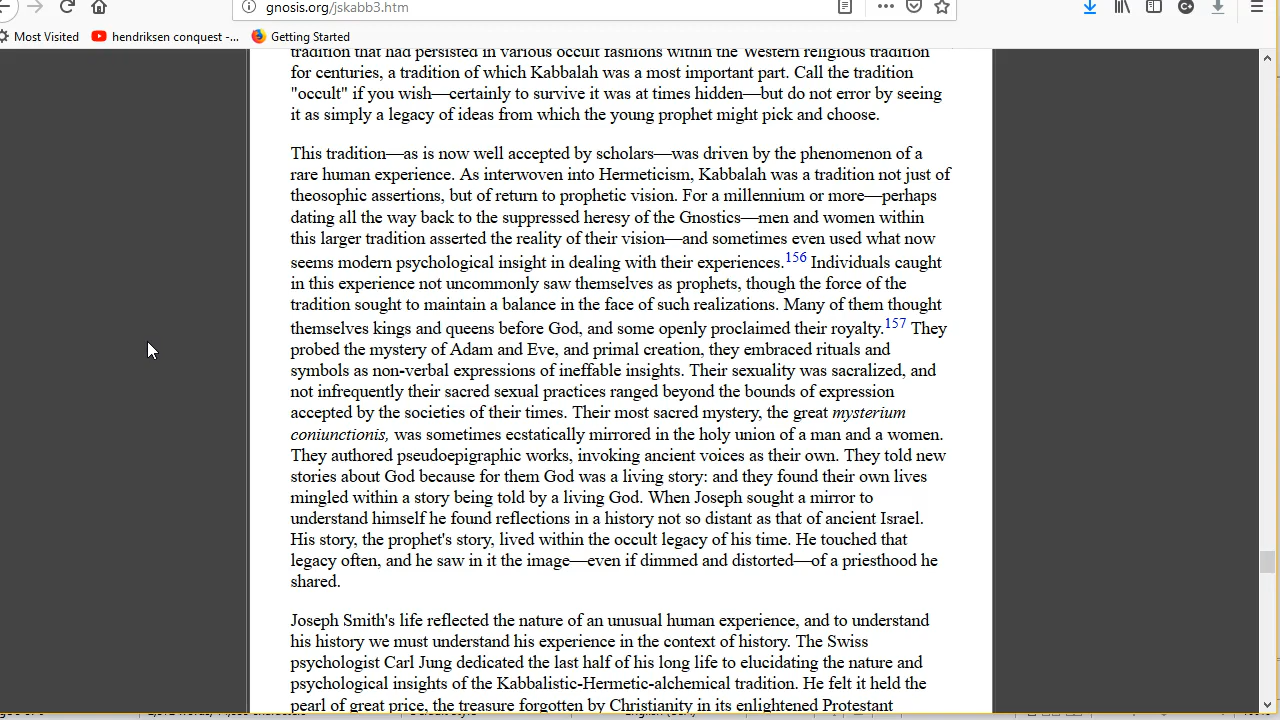 gnosis.org/jskabb3.htm
Most Visited
hendriksen conquest -...
Getting Started
tradition that had persisted in various occult fashions within the Western religious tradition
for centuries, a tradition of which Kabbalah was a most important part. Call the tradition
"occult" if you wish—certainly to survive it was at times hidden—but do not error by seeing
it as simply a legacy of ideas from which the young prophet might pick and choose.
This tradition—as is now well accepted by scholars—was driven by the phenomenon of a
rare human experience. As interwoven into Hermeticism, Kabbalah was a tradition not just of
theosophic assertions, but of return to prophetic vision. For a millennium or more—perhaps
dating all the way back to the suppressed heresy of the Gnostics—men and women within
this larger tradition asserted the reality of their vision—and sometimes even used what now
seems modern psychological insight in dealing with their experiences.156 Individuals caught
in this experience not uncommonly saw themselves as prophets, though the force of the
tradition sought to maintain a balance in the face of such realizations. Many of them thought
themselves kings and queens before God, and some openly proclaimed their royalty.157 They
probed the mystery of Adam and Eve, and primal creation, they embraced rituals and
symbols as non-verbal expressions of ineffable insights. Their sexuality was sacralized, and
not infrequently their sacred sexual practices ranged beyond the bounds of expression
accepted by the societies of their times. Their most sacred mystery, the great mysterium
coniunctionis, was sometimes ecstatically mirrored in the holy union of a man and a women.
They authored pseudoepigraphic works, invoking ancient voices as their own. They told new
stories about God because for them God was a living story: and they found their own lives
mingled within a story being told by a living God. When Joseph sought a mirror to
understand himself he found reflections in a history not so distant as that of ancient Israel.
His story, the prophet's story, lived within the occult legacy of his time. He touched that
legacy often, and he saw in it the image—even if dimmed and distorted—of a priesthood he
shared.
Joseph Smith's life reflected the nature of an unusual human experience, and to understand
his history we must understand his experience in the context of history. The Swiss
psychologist Carl Jung dedicated the last half of his long life to elucidating the nature and
psychological insights of the Kabbalistic-Hermetic-alchemical tradition. He felt it held the
pearl of great price, the treasure forgotten by Christianity in its enlightened Protestant